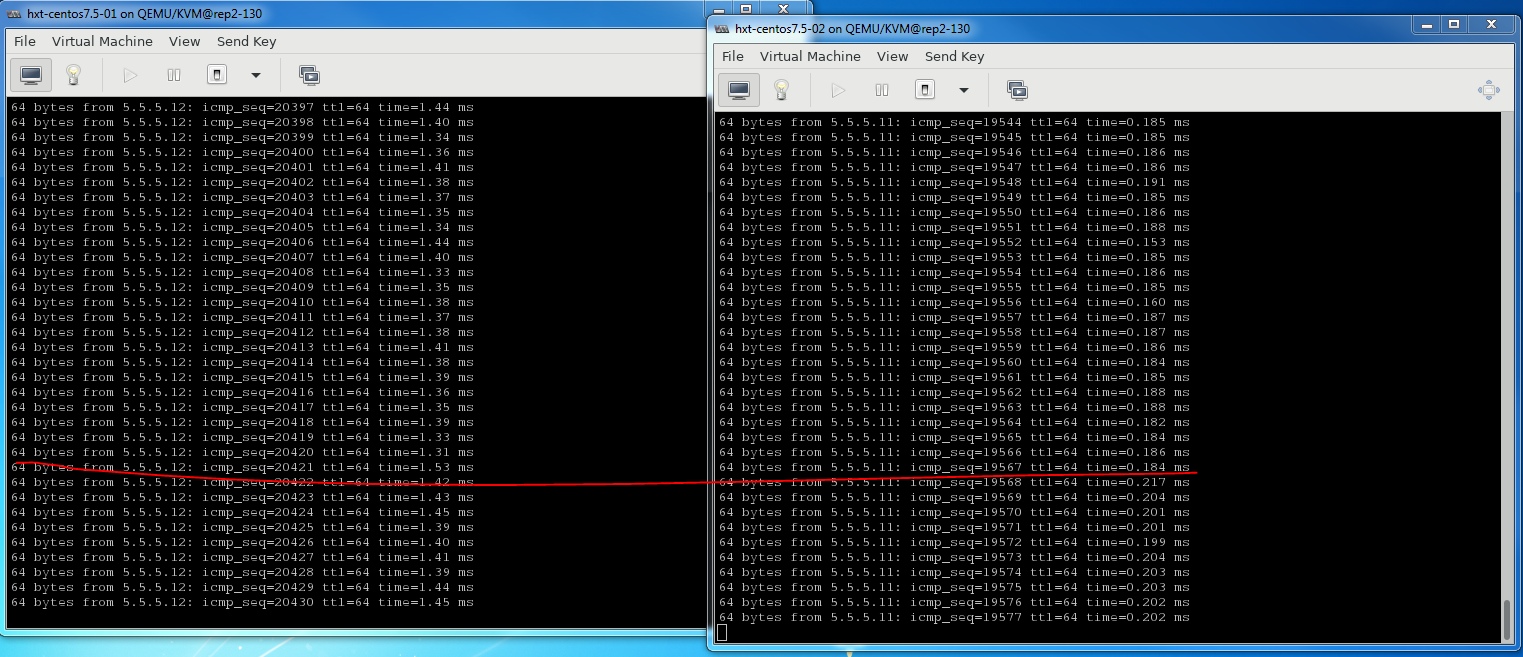 hxt-centos7.5-01 on QEMU/KVM@rep2-130
File Virtual Machine View Send Key
64 bytes from 5.5.5.12: icmp_seq=20397 ttl=64 time=1.44 ms
64 bytes from 5.5.5.12: icmp_seq=20398 ttl=64 time=1.40 ms
64 bytes from 5.5.5.12: icmp_seq=20399 ttl=64 time=1.34 ms
64 bytes from 5.5.5.12: icmp_seq=20400 ttl=64 time=1.36 ms
64 bytes from 5.5.5.12: icmp_seq=20401 ttl=64 time=1.41 ms
64 bytes from 5.5.5.12: icmp_seq=20402 ttl=64 time=1.38 ms
64 bytes from 5.5.5.12: icmp_seq=20403 ttl=64 time=1.37 ms
64 bytes from 5.5.5.12: icmp_seq=20404 ttl=64 time=1.35 ms
64 bytes from 5.5.5.12: icmp_seq=20405 ttl=64 time=1.34 ms
64 bytes from 5.5.5.12: icmp_seq=20406 ttl=64 time=1.44 ms
64 bytes from 5.5.5.12: icmp_seq=20407 ttl=64 time=1.40 ms
64 bytes from 5.5.5.12: icmp_seq=20408 ttl=64 time=1.33 ms
64 bytes from 5.5.5.12: icmp_seq=20409 ttl=64 time=1.35 ms
64 bytes from 5.5.5.12: icmp_seq=20410 ttl=64 time=1.38 ms
64 bytes from 5.5.5.12: icmp_seq=20411 ttl=64 time=1.37 ms
64 bytes from 5.5.5.12: icmp_seq=20412 ttl=64 time=1.38 ms
64 bytes from 5.5.5.12: icmp_seq=20413 ttl=64 time=1.41 ms
64 bytes from 5.5.5.12: icmp_seq=20414 ttl=64 time=1.38 ms
64 bytes from 5.5.5.12: icmp_seq=20415 ttl=64 time=1.39 ms
64 bytes from 5.5.5.12: icmp_seq=20416 ttl=64 time=1.36 ms
64 bytes from 5.5.5.12: icmp_seq=20417 ttl=64 time=1.35 ms
64 bytes from 5.5.5.12: icmp_seq=20418 ttl=64 time=1.39 ms
64 bytes from 5.5.5.12: icmp_seq=20419 ttl=64 time=1.33 ms
64 bytes from 5.5.5.12: icmp_seq=20420 ttl=64 time=1.31 ms
64 bytes from 5.5.5.12: icmp_seq=20421 ttl=64 time=1.53 ms
64 bytes from 5.5.5.12: icmp_seq=20422 ttl=64 time=1.42 ms
64 bytes from 5.5.5.12: icmp_seq=20423 ttl=64 time=1.43 ms
64 bytes from 5.5.5.12: icmp_seq=20424 ttl=64 time=1.45 ms
64 bytes from 5.5.5.12: icmp_seq=20425 ttl=64 time=1.39 ms
64 bytes from 5.5.5.12: icmp_seq=20426 ttl=64 time=1.40 ms
64 bytes from 5.5.5.12: icmp_seq=20427 ttl=64 time=1.41 ms
64 bytes from 5.5.5.12: icmp_seq=20428 ttl=64 time=1.39 ms
64 bytes from 5.5.5.12: icmp_seq=20429 ttl=64 time=1.44 ms
64 bytes from 5.5.5.12: icmp_seq=20430 ttl=64 time=1.45 ms
hxt-centos7.5-02 on QEMU/KVM@rep2-130
File Virtual Machine View Send Key
64 bytes from 5.5.5.11: icmp_seq=19544 ttl=64 time=0.185 ms
64 bytes from 5.5.5.11: icmp_seq=19545 ttl=64 time=0.185 ms
64 bytes from 5.5.5.11: icmp_seq=19546 ttl=64 time=0.186 ms
64 bytes from 5.5.5.11: icmp_seq=19547 ttl=64 time=0.186 ms
64 bytes from 5.5.5.11: icmp_seq=19548 ttl=64 time=0.191 ms
64 bytes from 5.5.5.11: icmp_seq=19549 ttl=64 time=0.185 ms
64 bytes from 5.5.5.11: icmp_seq=19550 ttl=64 time=0.186 ms
64 bytes from 5.5.5.11: icmp_seq=19551 ttl=64 time=0.188 ms
64 bytes from 5.5.5.11: icmp_seq=19552 ttl=64 time=0.153 ms
64 bytes from 5.5.5.11: icmp_seq=19553 ttl=64 time=0.185 ms
64 bytes from 5.5.5.11: icmp_seq=19554 ttl=64 time=0.186 ms
64 bytes from 5.5.5.11: icmp_seq=19555 ttl=64 time=0.185 ms
64 bytes from 5.5.5.11: icmp_seq=19556 ttl=64 time=0.160 ms
64 bytes from 5.5.5.11: icmp_seq=19557 ttl=64 time=0.187 ms
64 bytes from 5.5.5.11: icmp_seq=19558 ttl=64 time=0.187 ms
64 bytes from 5.5.5.11: icmp_seq=19559 ttl=64 time=0.186 ms
64 bytes from 5.5.5.11: icmp_seq=19560 ttl=64 time=0.184 ms
64 bytes from 5.5.5.11: icmp_seq=19561 ttl=64 time=0.185 ms
64 bytes from 5.5.5.11: icmp_seq=19562 ttl=64 time=0.188 ms
64 bytes from 5.5.5.11: icmp_seq=19563 ttl=64 time=0.188 ms
64 bytes from 5.5.5.11: icmp_seq=19564 ttl=64 time=0.182 ms
64 bytes from 5.5.5.11: icmp_seq=19565 ttl=64 time=0.184 ms
64 bytes from 5.5.5.11: icmp_seq=19566 ttl=64 time=0.186 ms
64 bytes from 5.5.5.11: icmp_seq=19567 ttl=64 time=0.184 ms
64 bytes from 5.5.5.11: icmp_seq=19568 ttl=64 time=0.217 ms
64 bytes from 5.5.5.11: icmp_seq=19569 ttl=64 time=0.204 ms
64 bytes from 5.5.5.11: icmp_seq=19570 ttl=64 time=0.201 ms
64 bytes from 5.5.5.11: icmp_seq=19571 ttl=64 time=0.201 ms
64 bytes from 5.5.5.11: icmp_seq=19572 ttl=64 time=0.199 ms
64 bytes from 5.5.5.11: icmp_seq=19573 ttl=64 time=0.204 ms
64 bytes from 5.5.5.11: icmp_seq=19574 ttl=64 time=0.203 ms
64 bytes from 5.5.5.11: icmp_seq=19575 ttl=64 time=0.203 ms
64 bytes from 5.5.5.11: icmp_seq=19576 ttl=64 time=0.202 ms
64 bytes from 5.5.5.11: icmp_seq=19577 ttl=64 time=0.202 ms